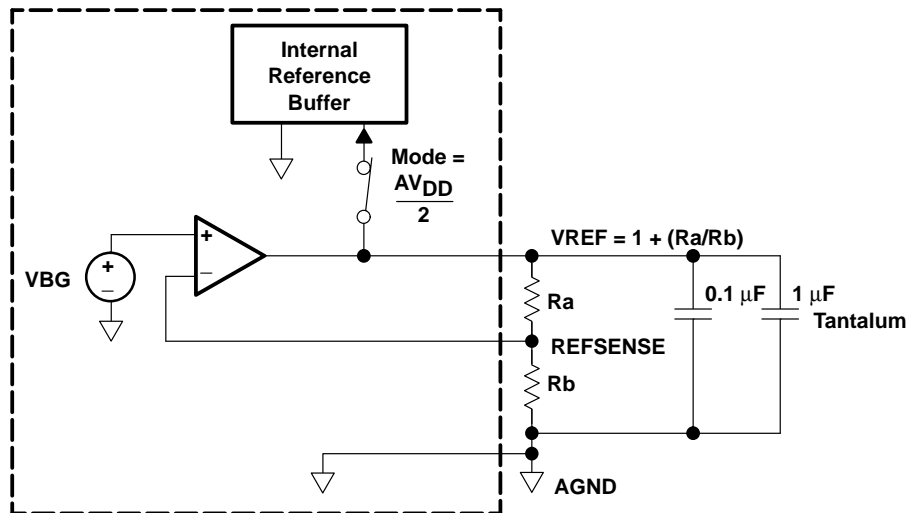 Internal
Reference
Buffer
Mode =
AVDD
2
VBG
+
−
+
−
VREF = 1 + (Ra/Rb)
Ra
0.1 μF
1 μF
Tantalum
REFSENSE
Rb
AGND